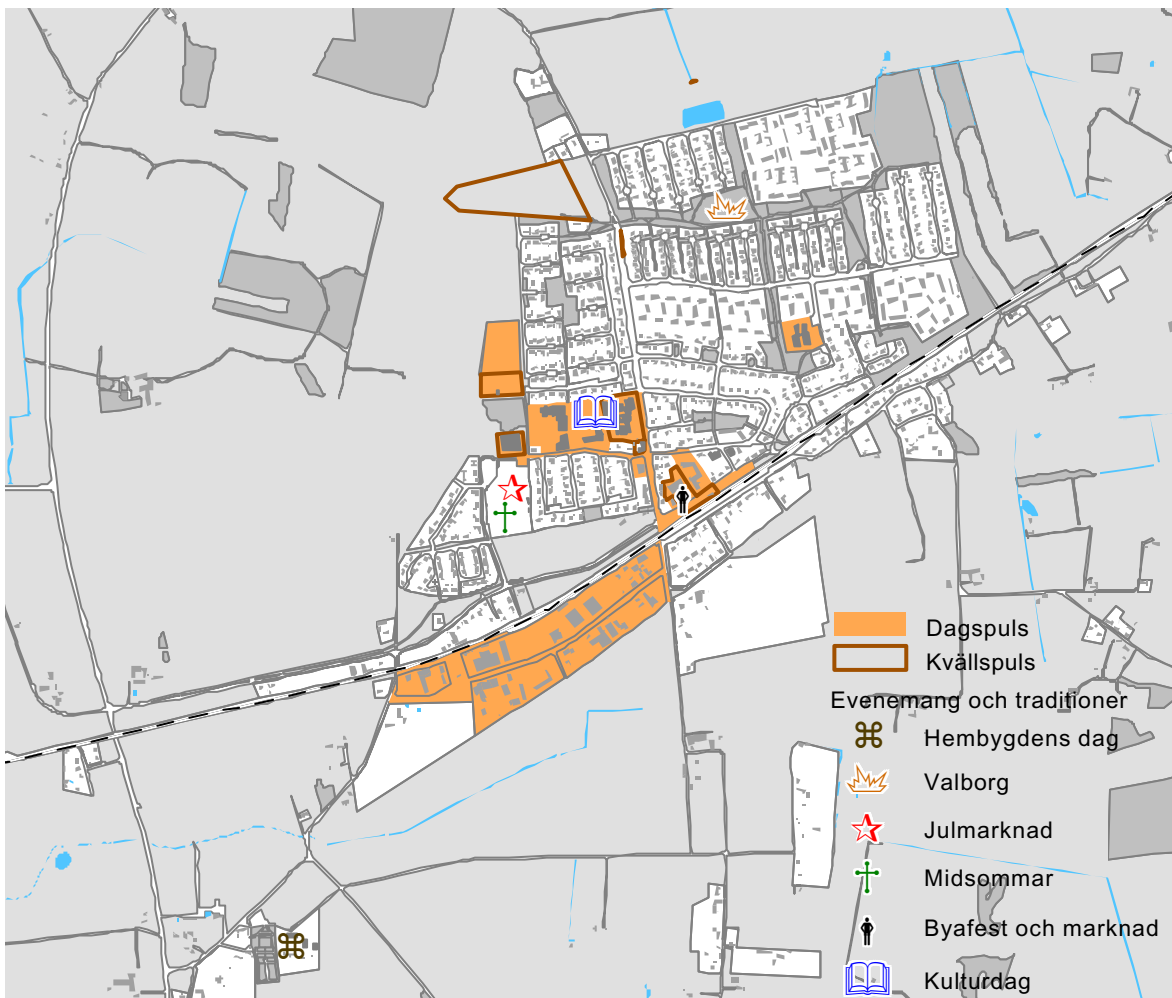 Dagspuls
Kvällspuls
Evenemang och traditioner
Hembygdens dag
Valborg
Julmarknad
Midsommar
Byafest och marknad
Kulturdag